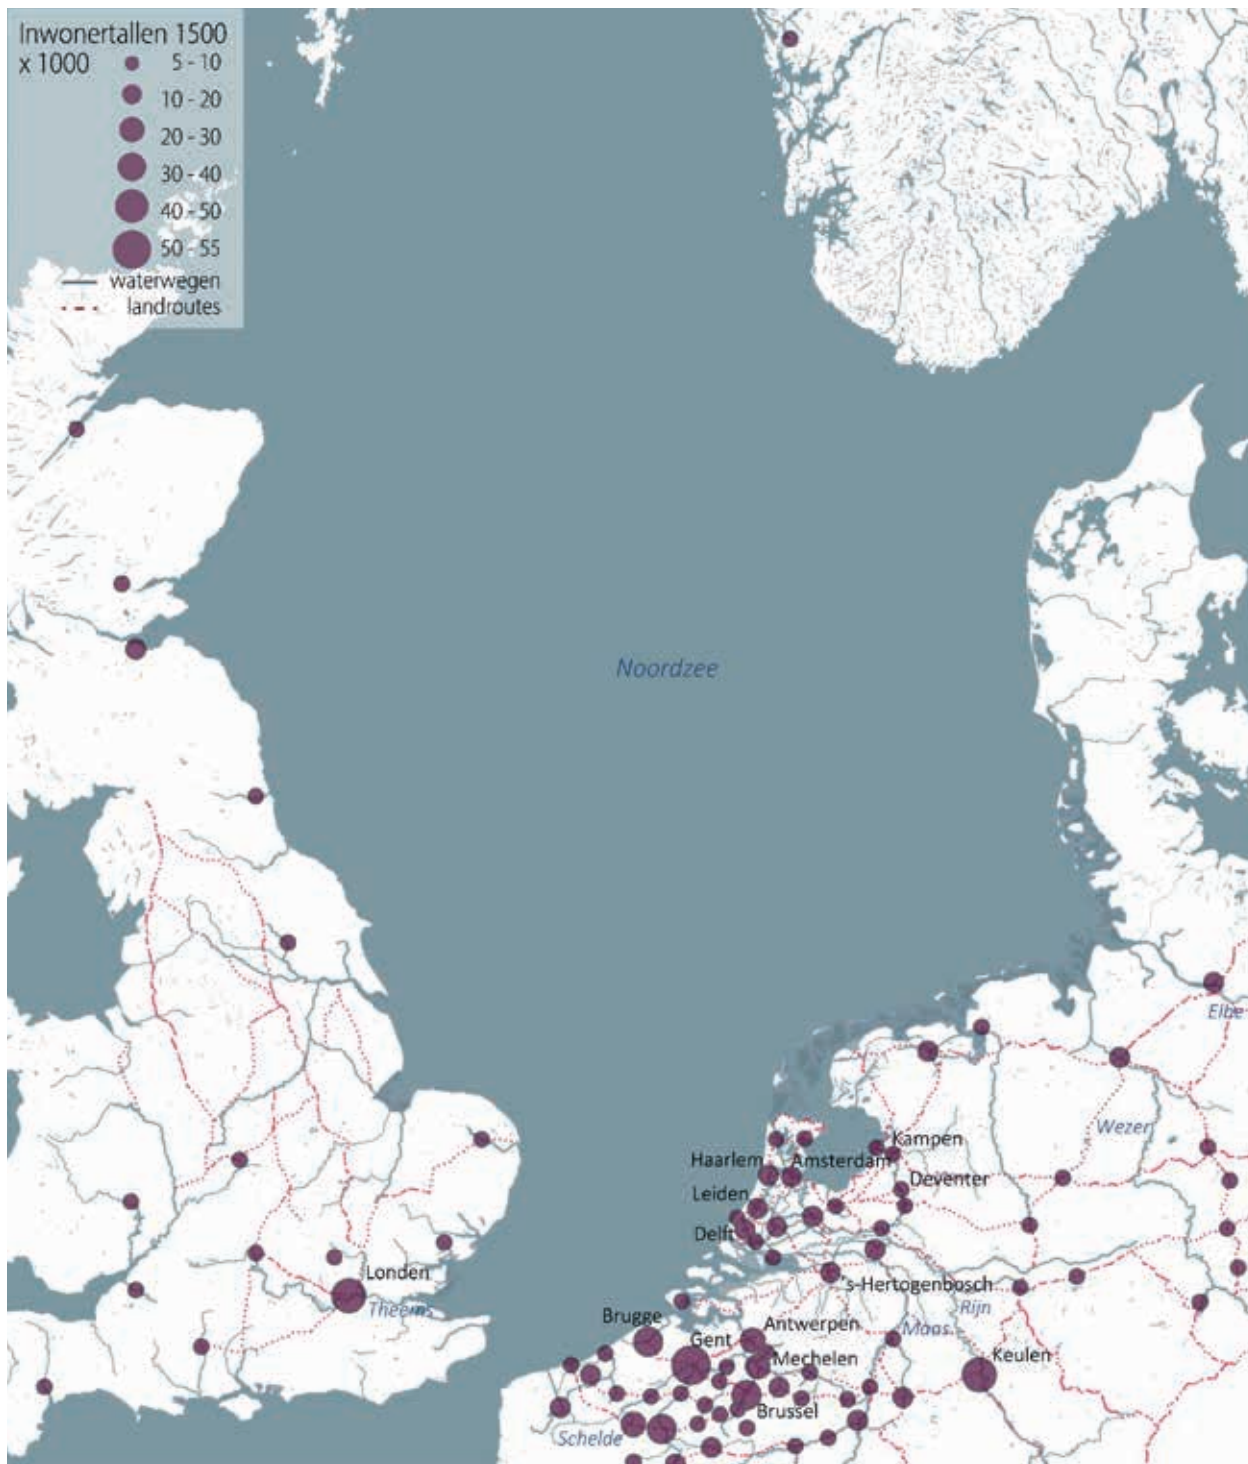 Inwonertallen 1500
x 1000
5 - 10
10 - 20
20 - 30
30 - 40
40 - 50
50 - 55
waterwegen
landroutes
Noordzee
Elbe
Wezer
Kampen
Haarlem
Amsterdam
Deventer
Leiden
Delft
Londen
Theems
's-Hertogenbosch
Rijn
Maas
Brugge
Antwerpen
Gent
Mechelen
Keulen
Brussel
Schelde